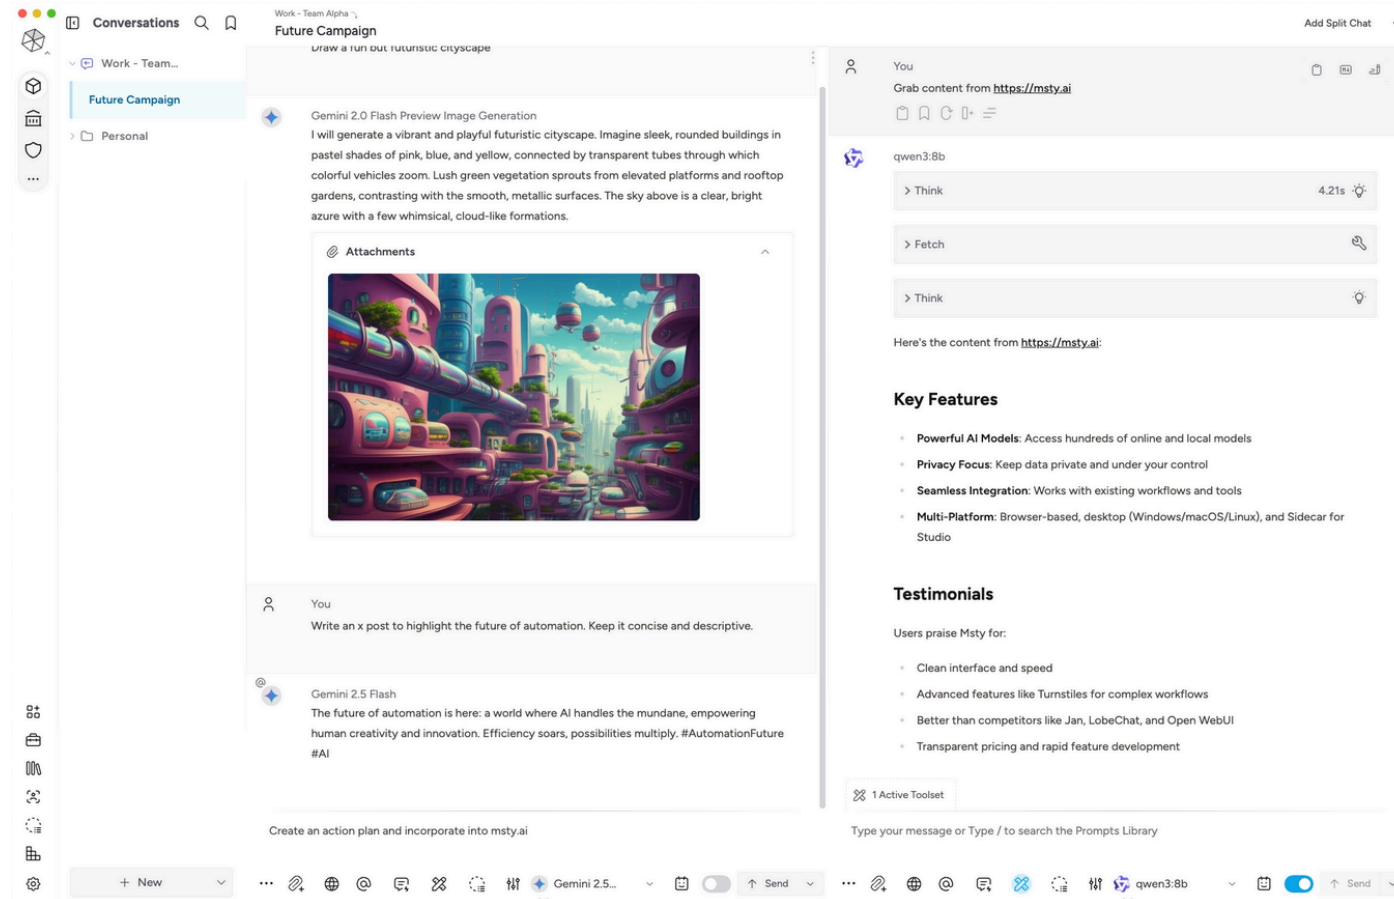 Conversations
Work - Team...
Future Campaign
Personal
New
Work - Team Alpha
Future Campaign
Add Split Chat
Draw a fun but futuristic cityscape
Gemini 2.0 Flash Preview Image Generation
I will generate a vibrant and playful futuristic cityscape. Imagine sleek, rounded buildings in
pastel shades of pink, blue, and yellow, connected by transparent tubes through which
colorful vehicles zoom. Lush green vegetation sprouts from elevated platforms and rooftop
gardens, contrasting with the smooth, metallic surfaces. The sky above is a clear, bright
azure with a few whimsical, cloud-like formations.
Attachments
You
Write an x post to highlight the future of automation. Keep it concise and descriptive.
Gemini 2.5 Flash
The future of automation is here: a world where AI handles the mundane, empowering
human creativity and innovation. Efficiency soars, possibilities multiply. #AutomationFuture
#AI
Create an action plan and incorporate into msty.ai
Gemini 2.5...
Send
You
Grab content from https://msty.ai
qwen3:8b
Think 4.21s
Fetch
Think
Here's the content from https://msty.ai:
Key Features
Powerful AI Models: Access hundreds of online and local models
Privacy Focus: Keep data private and under your control
Seamless Integration: Works with existing workflows and tools
Multi-Platform: Browser-based, desktop (Windows/macOS/Linux), and Sidecar for
Studio
Testimonials
Users praise Msty for:
Clean interface and speed
Advanced features like Turnstiles for complex workflows
Better than competitors like Jan, LobeChat, and Open WebUI
Transparent pricing and rapid feature development
1 Active Toolset
Type your message or Type / to search the Prompts Library
qwen3:8b
Send